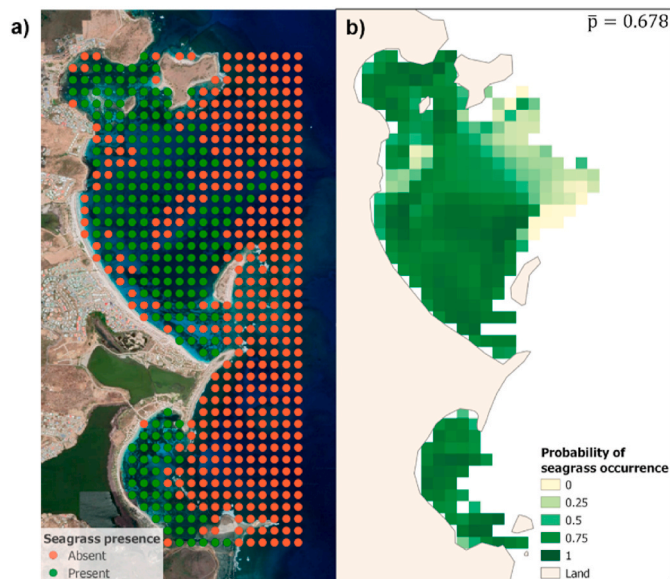 a)
Seagrass presence
Absent
Present
b)
p̅ = 0.678
Probability of
seagrass occurrence
0
0.25
0.5
0.75
1
Land